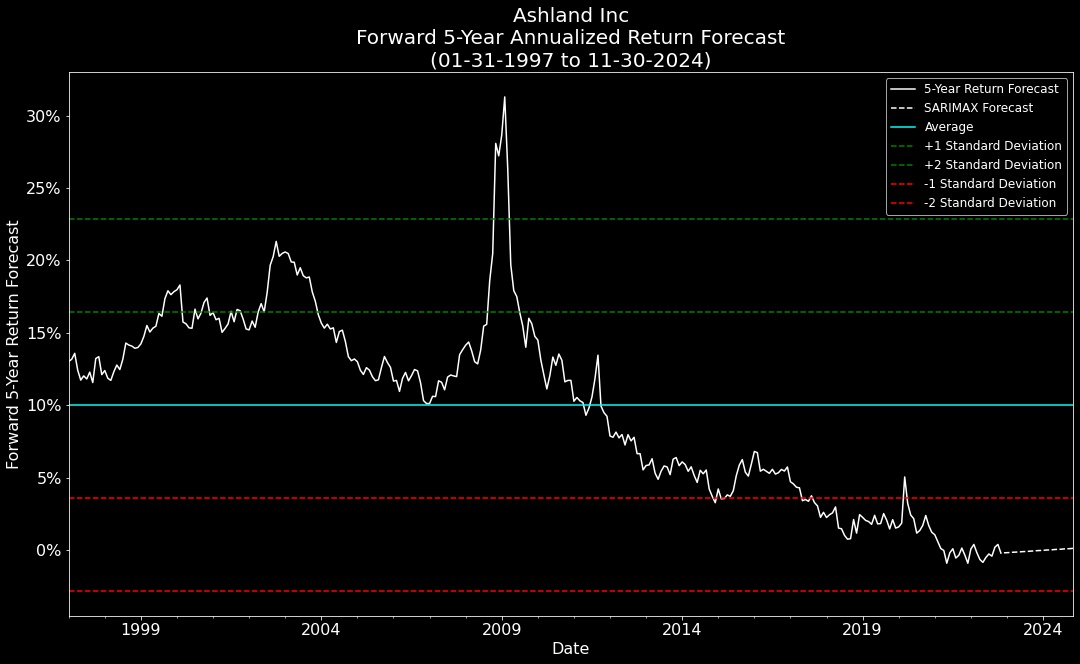 Ashland Inc
Forward 5-Year Annualized Return Forecast
(01-31-1997 to 11-30-2024)
5-Year Return Forecast
SARIMAX Forecast
Average
+1 Standard Deviation
+2 Standard Deviation
-1 Standard Deviation
-2 Standard Deviation
Forward 5-Year Return Forecast
30%
25%
20%
15%
10%
5%
0%
1999
2004
2009
2014
2019
2024
Date